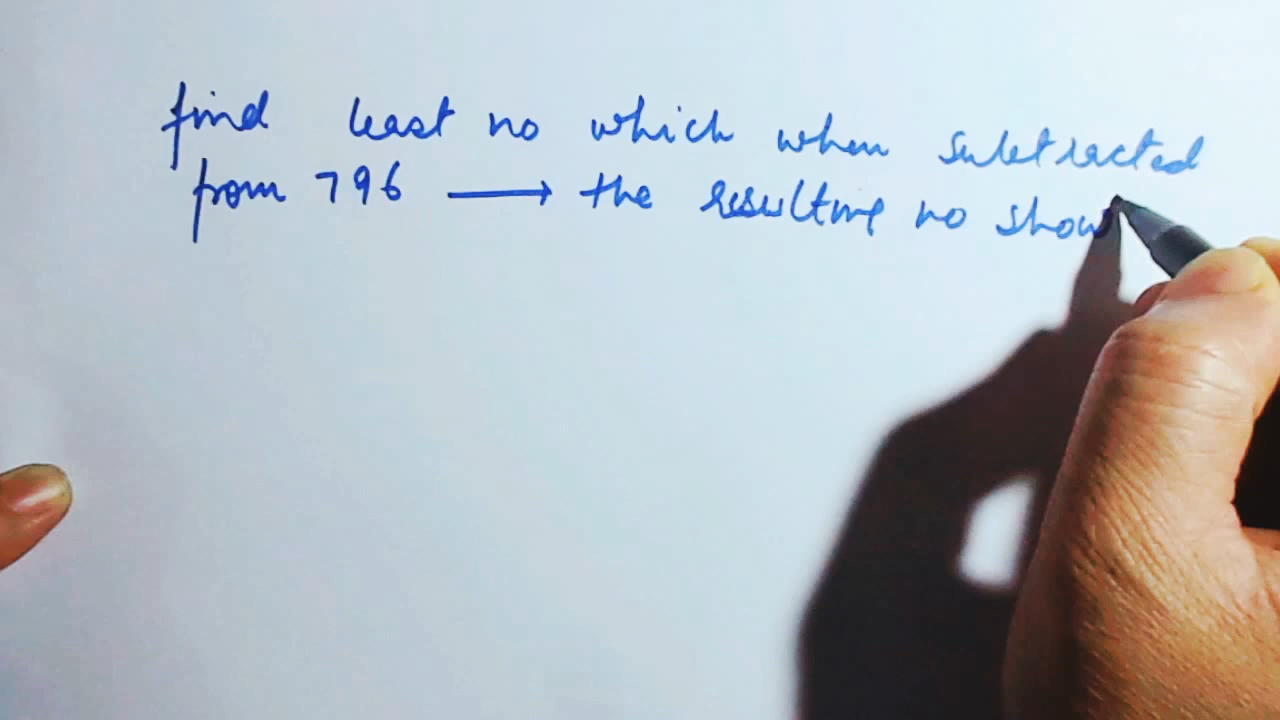 find least no which when subtracted
from 796 → the resulting no show